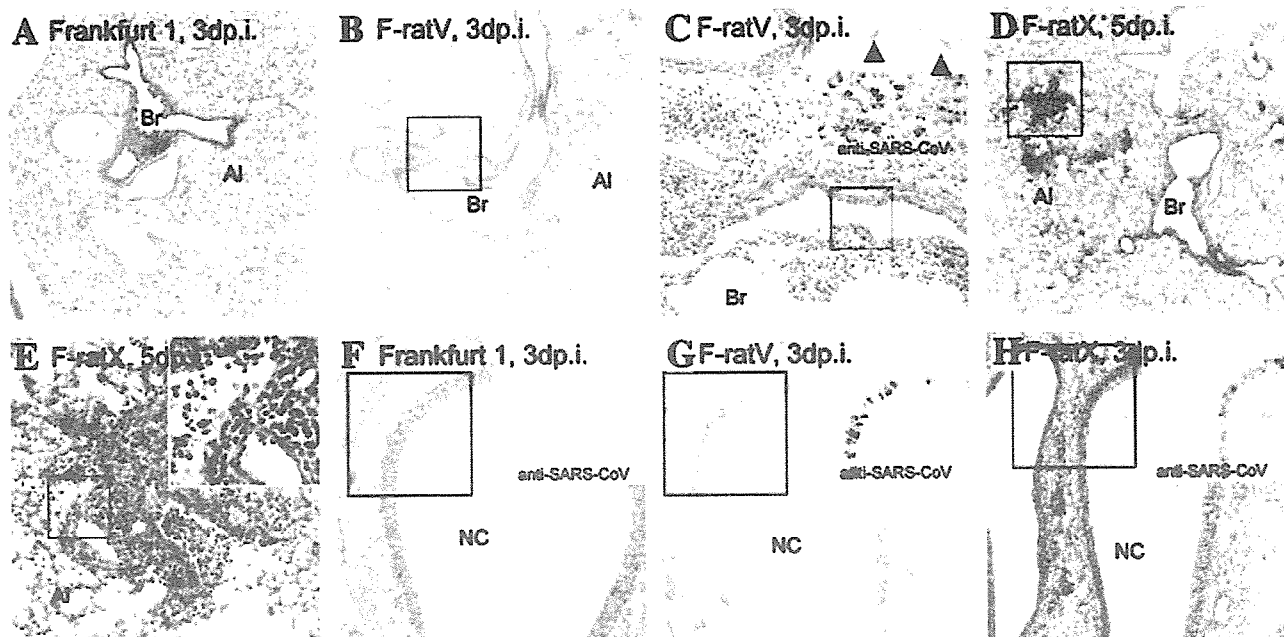 A Frankfurt 1, 3dp.i.
Br
Al
B F-ratV, 3dp.i.
Br
Al
C F-ratV, 3dp.i.
anti-SARS-CoV
Br
D F-ratX, 5dp.i.
Al
Br
E F-ratX, 5dp.i.
Al
F Frankfurt 1, 3dp.i.
anti-SARS-CoV
NC
G F-ratV, 3dp.i.
anti-SARS-CoV
NC
H F-ratX, 3dp.i.
anti-SARS-CoV
NC